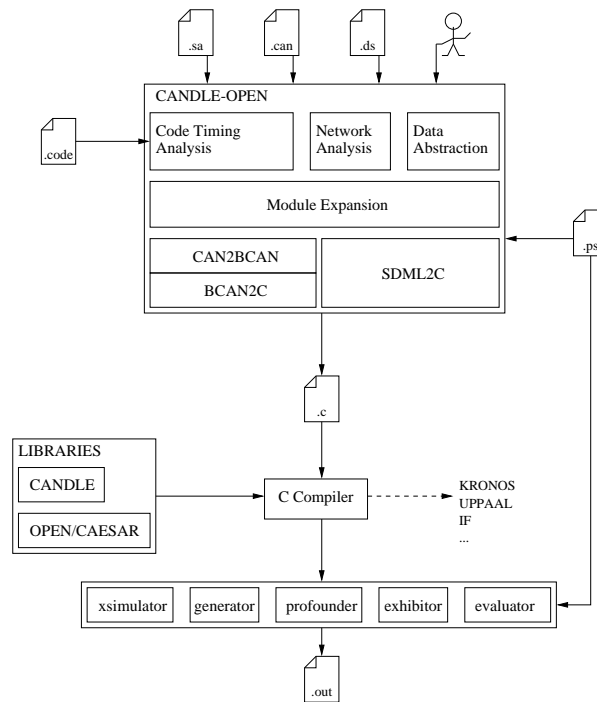 .sa
.can
.ds
CANDLE-OPEN
Code Timing
Analysis
Network
Analysis
Data
Abstraction
.code
Module Expansion
.ps
CAN2BCAN
BCAN2C
SDML2C
.c
LIBRARIES
CANDLE
OPEN/CAESAR
C Compiler
KRONOS
UPPAAL
IF
...
xsimulator
generator
profounder
exhibitor
evaluator
.out